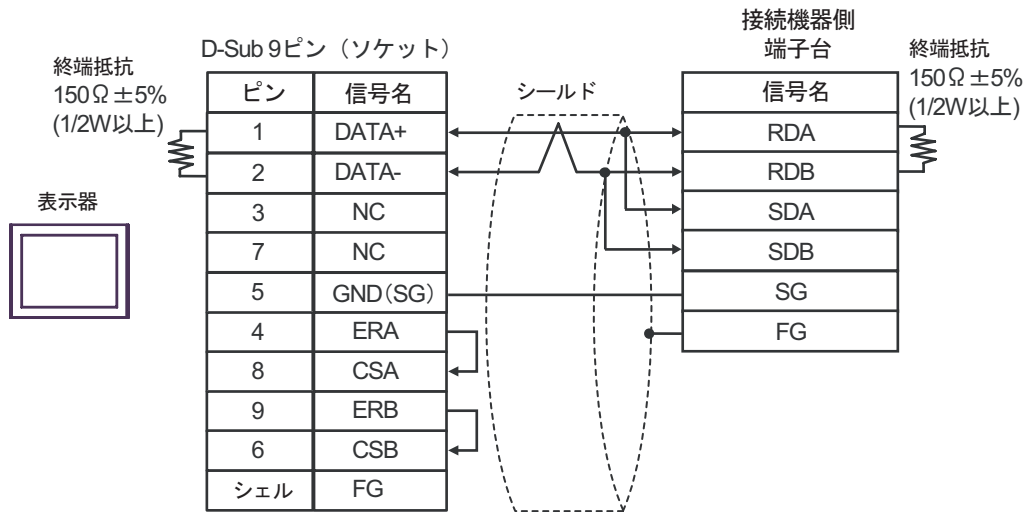 接続機器側
端子台
D-Sub 9ピン（ソケット）
終端抵抗
150Ω±5%
(1/2W以上)
終端抵抗
150Ω±5%
(1/2W以上)
シールド
表示器
ピン 信号名
1 DATA+
2 DATA-
3 NC
7 NC
5 GND(SG)
4 ERA
8 CSA
9 ERB
6 CSB
シェル FG
信号名
RDA
RDB
SDA
SDB
SG
FG